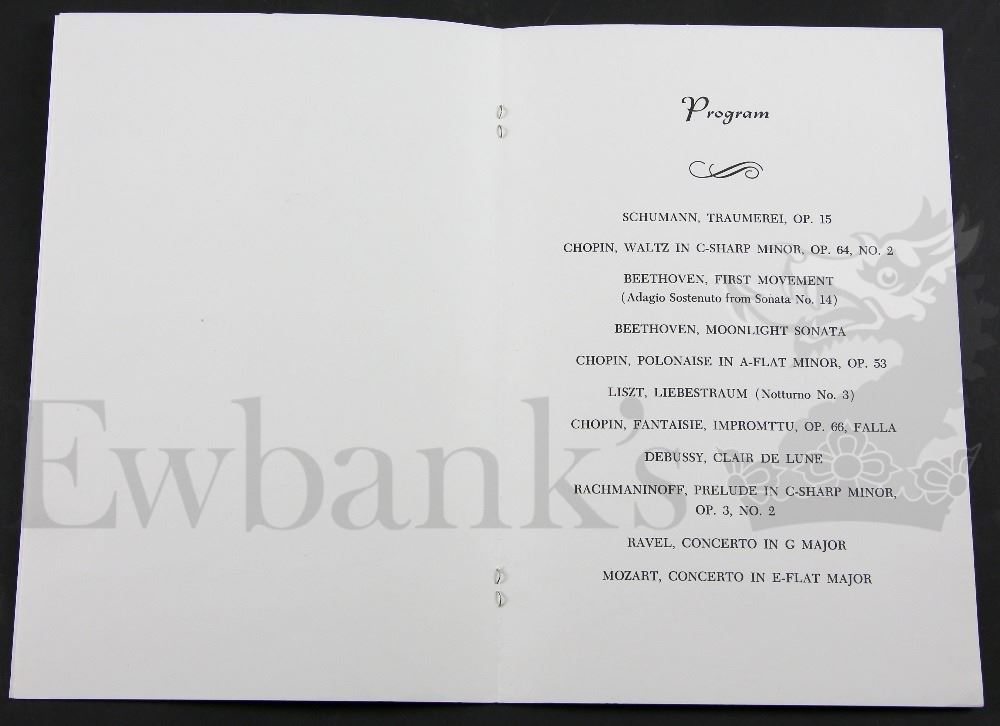 Program
SCHUMANN, TRAUMEREI, OP. 15
CHOPIN, WALTZ IN C-SHARP MINOR, OP. 64, NO. 2
BEETHOVEN, FIRST MOVEMENT
(Adagio Sostenuto from Sonata No. 14)
BEETHOVEN, MOONLIGHT SONATA
CHOPIN, POLONAISE IN A-FLAT MINOR, OP. 53
LISZT, LIEBESTRAUM (Notturno No. 3)
CHOPIN, FANTAISIE, IMPROMTTU, OP. 66, FALLA
DEBUSSY, CLAIR DE LUNE
RACHMANINOFF, PRELUDE IN C-SHARP MINOR,
OP. 3, NO. 2
RAVEL, CONCERTO IN G MAJOR
MOZART, CONCERTO IN E-FLAT MAJOR
Ewbank's